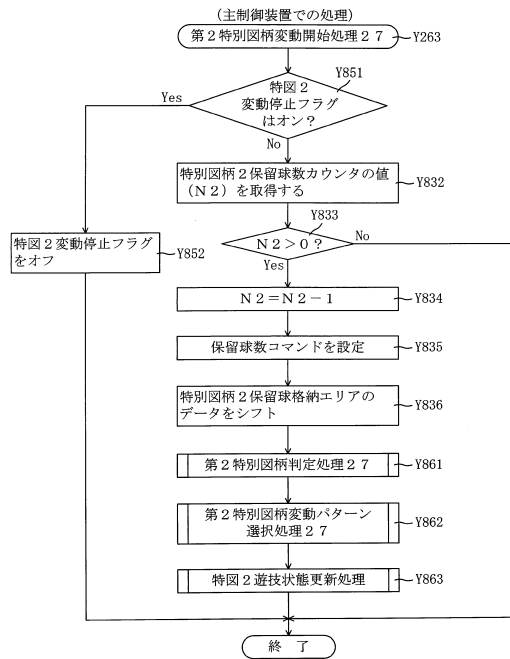 (主制御装置での処理)
第2特別図柄変動開始処理27
Y263
Y851
特図2
変動停止フラグ
はオン?
Yes
No
特別図柄2保留球数カウンタの値
(N2)を取得する
Y832
Y833
N2>0?
No
Yes
特図2変動停止フラグ
をオフ
Y852
N2=N2-1
Y834
保留球数コマンドを設定
Y835
特別図柄2保留球格納エリアの
データをシフト
Y836
第2特別図柄判定処理27
Y861
第2特別図柄変動パターン
選択処理27
Y862
特図2遊技状態更新処理
Y863
終 了